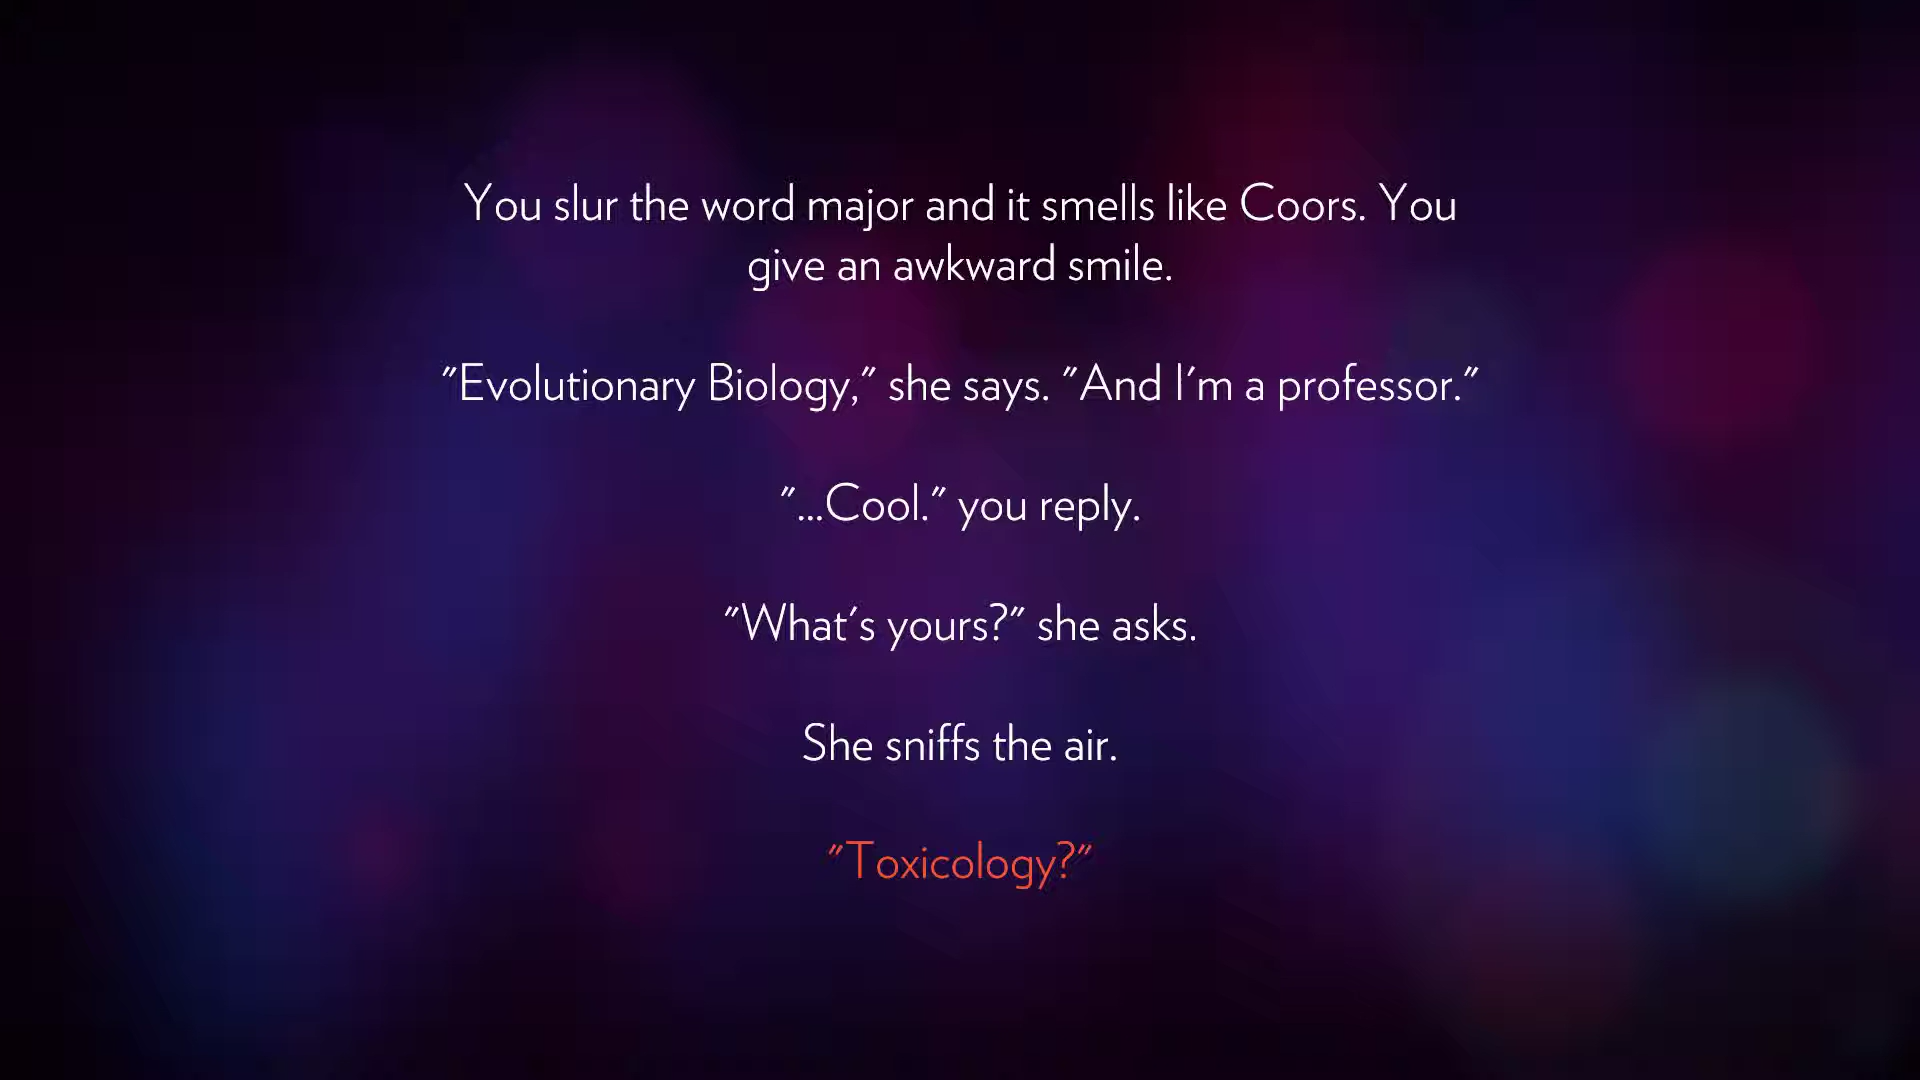 You slur the word major and it smells like Coors. You
give an awkward smile.
"Evolutionary Biology," she says. "And I'm a professor."
"...Cool." you reply.
"What's yours?" she asks.
She sniffs the air.
"Toxicology?"